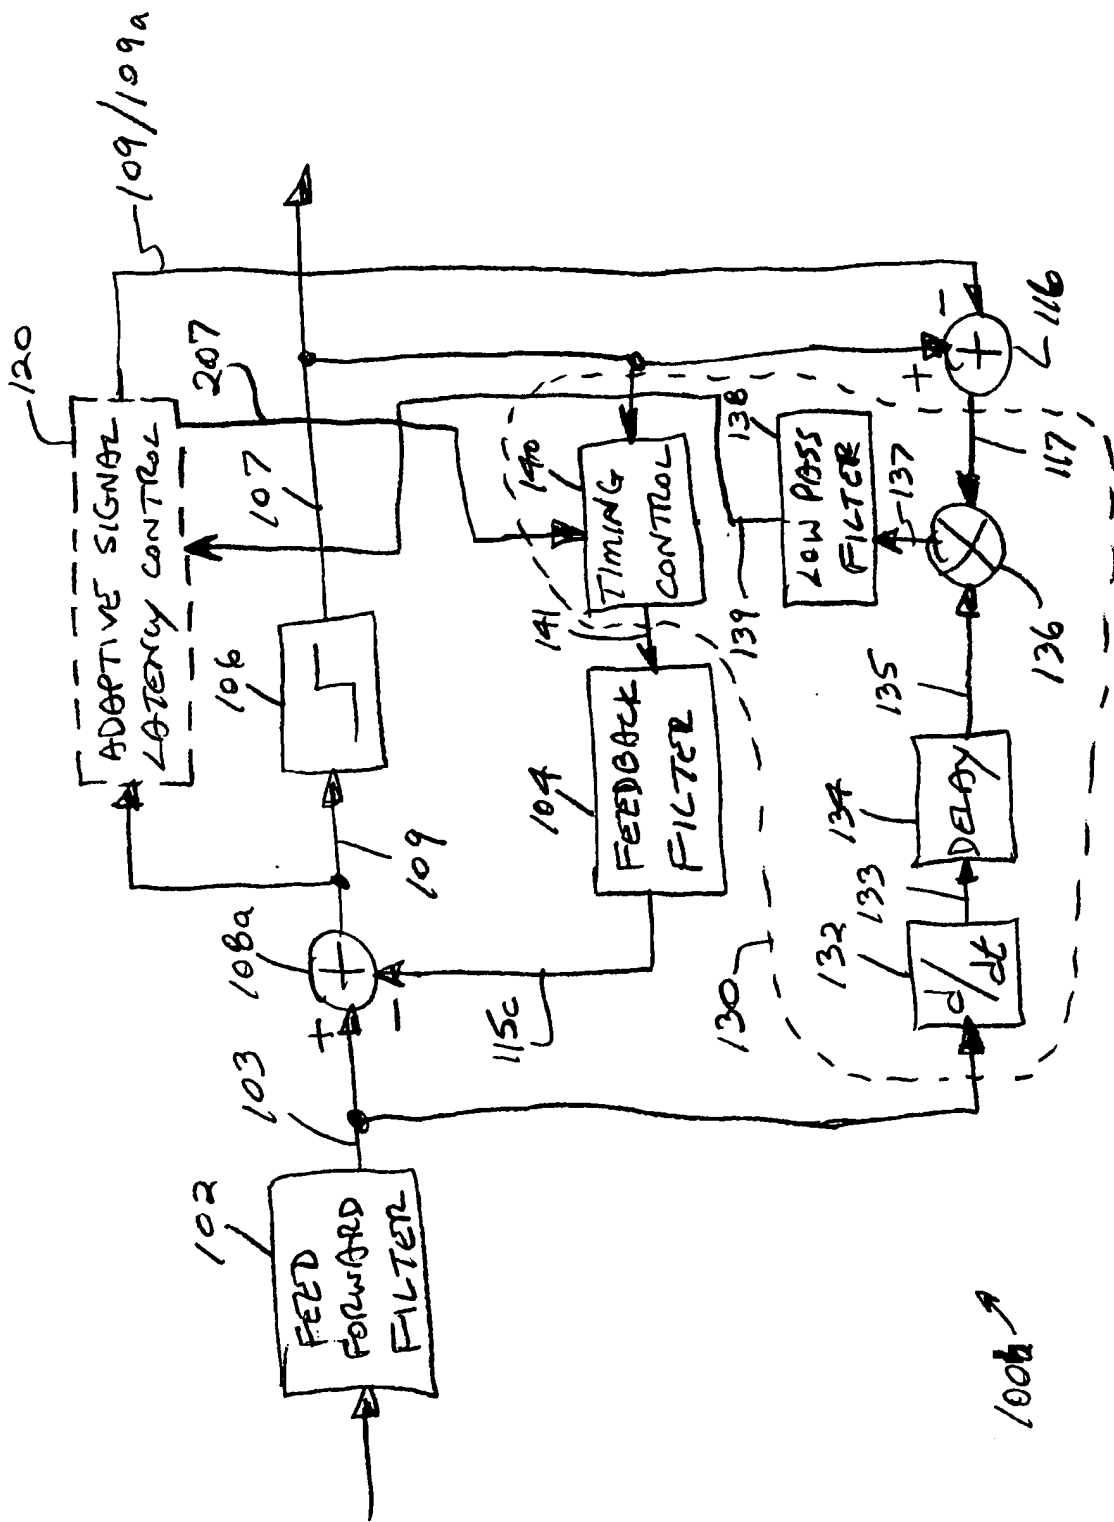 120
109/109a
ADAPTIVE SIGNAL
LATENCY CONTROL
207
107
106
109
108a
+
-
103
102
FEED
FORWARD
FILTER
115c
104
FEEDBACK
FILTER
141
140
TIMING
CONTROL
139
138
LOW PASS
FILTER
137
+
-
116
117
136
135
134
DELAY
133
132
d/dt
130